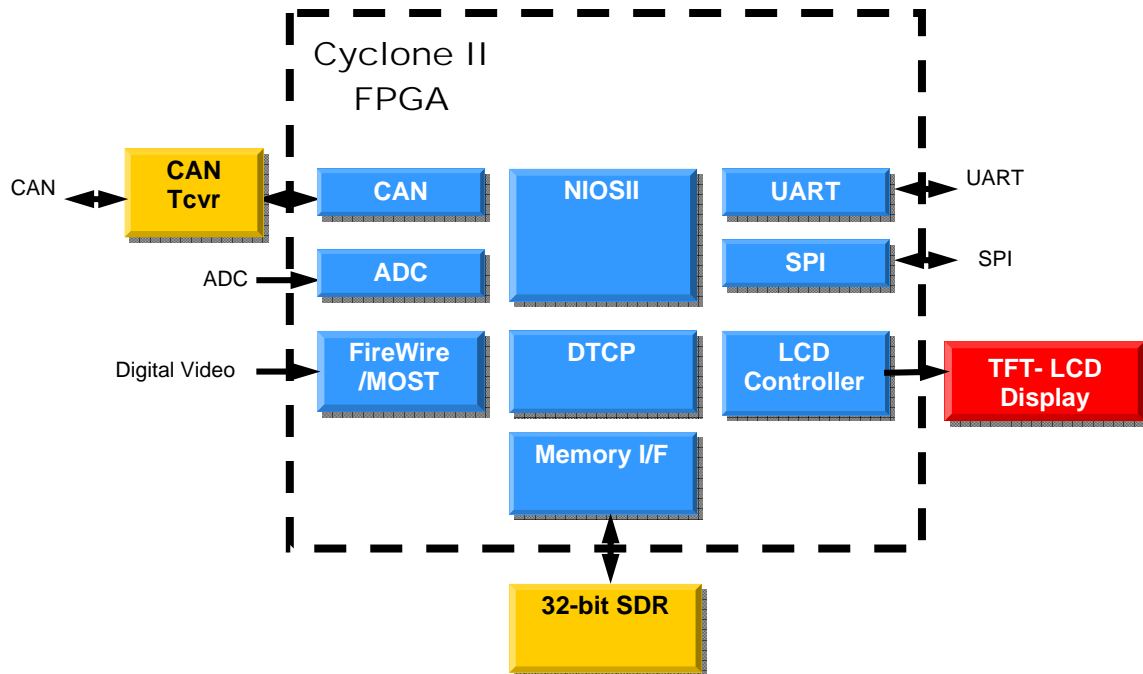 Cyclone II
FPGA
CAN
CAN
Tcvr
CAN
NIOSII
UART
UART
ADC
ADC
SPI
SPI
Digital Video
FireWire
/MOST
DTCP
LCD
Controller
TFT- LCD
Display
Memory I/F
32-bit SDR